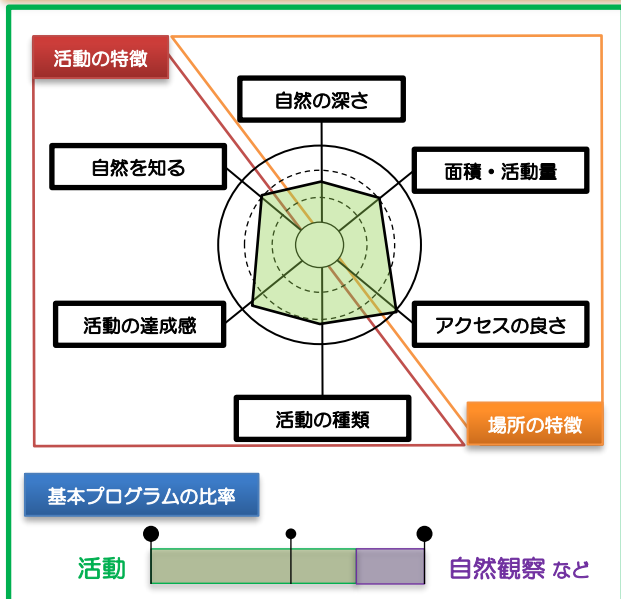 活動の特徴
自然の深さ
自然を知る
面積・活動量
活動の達成感
アクセスの良さ
活動の種類
場所の特徴
基本プログラムの比率
活動
自然観察 など